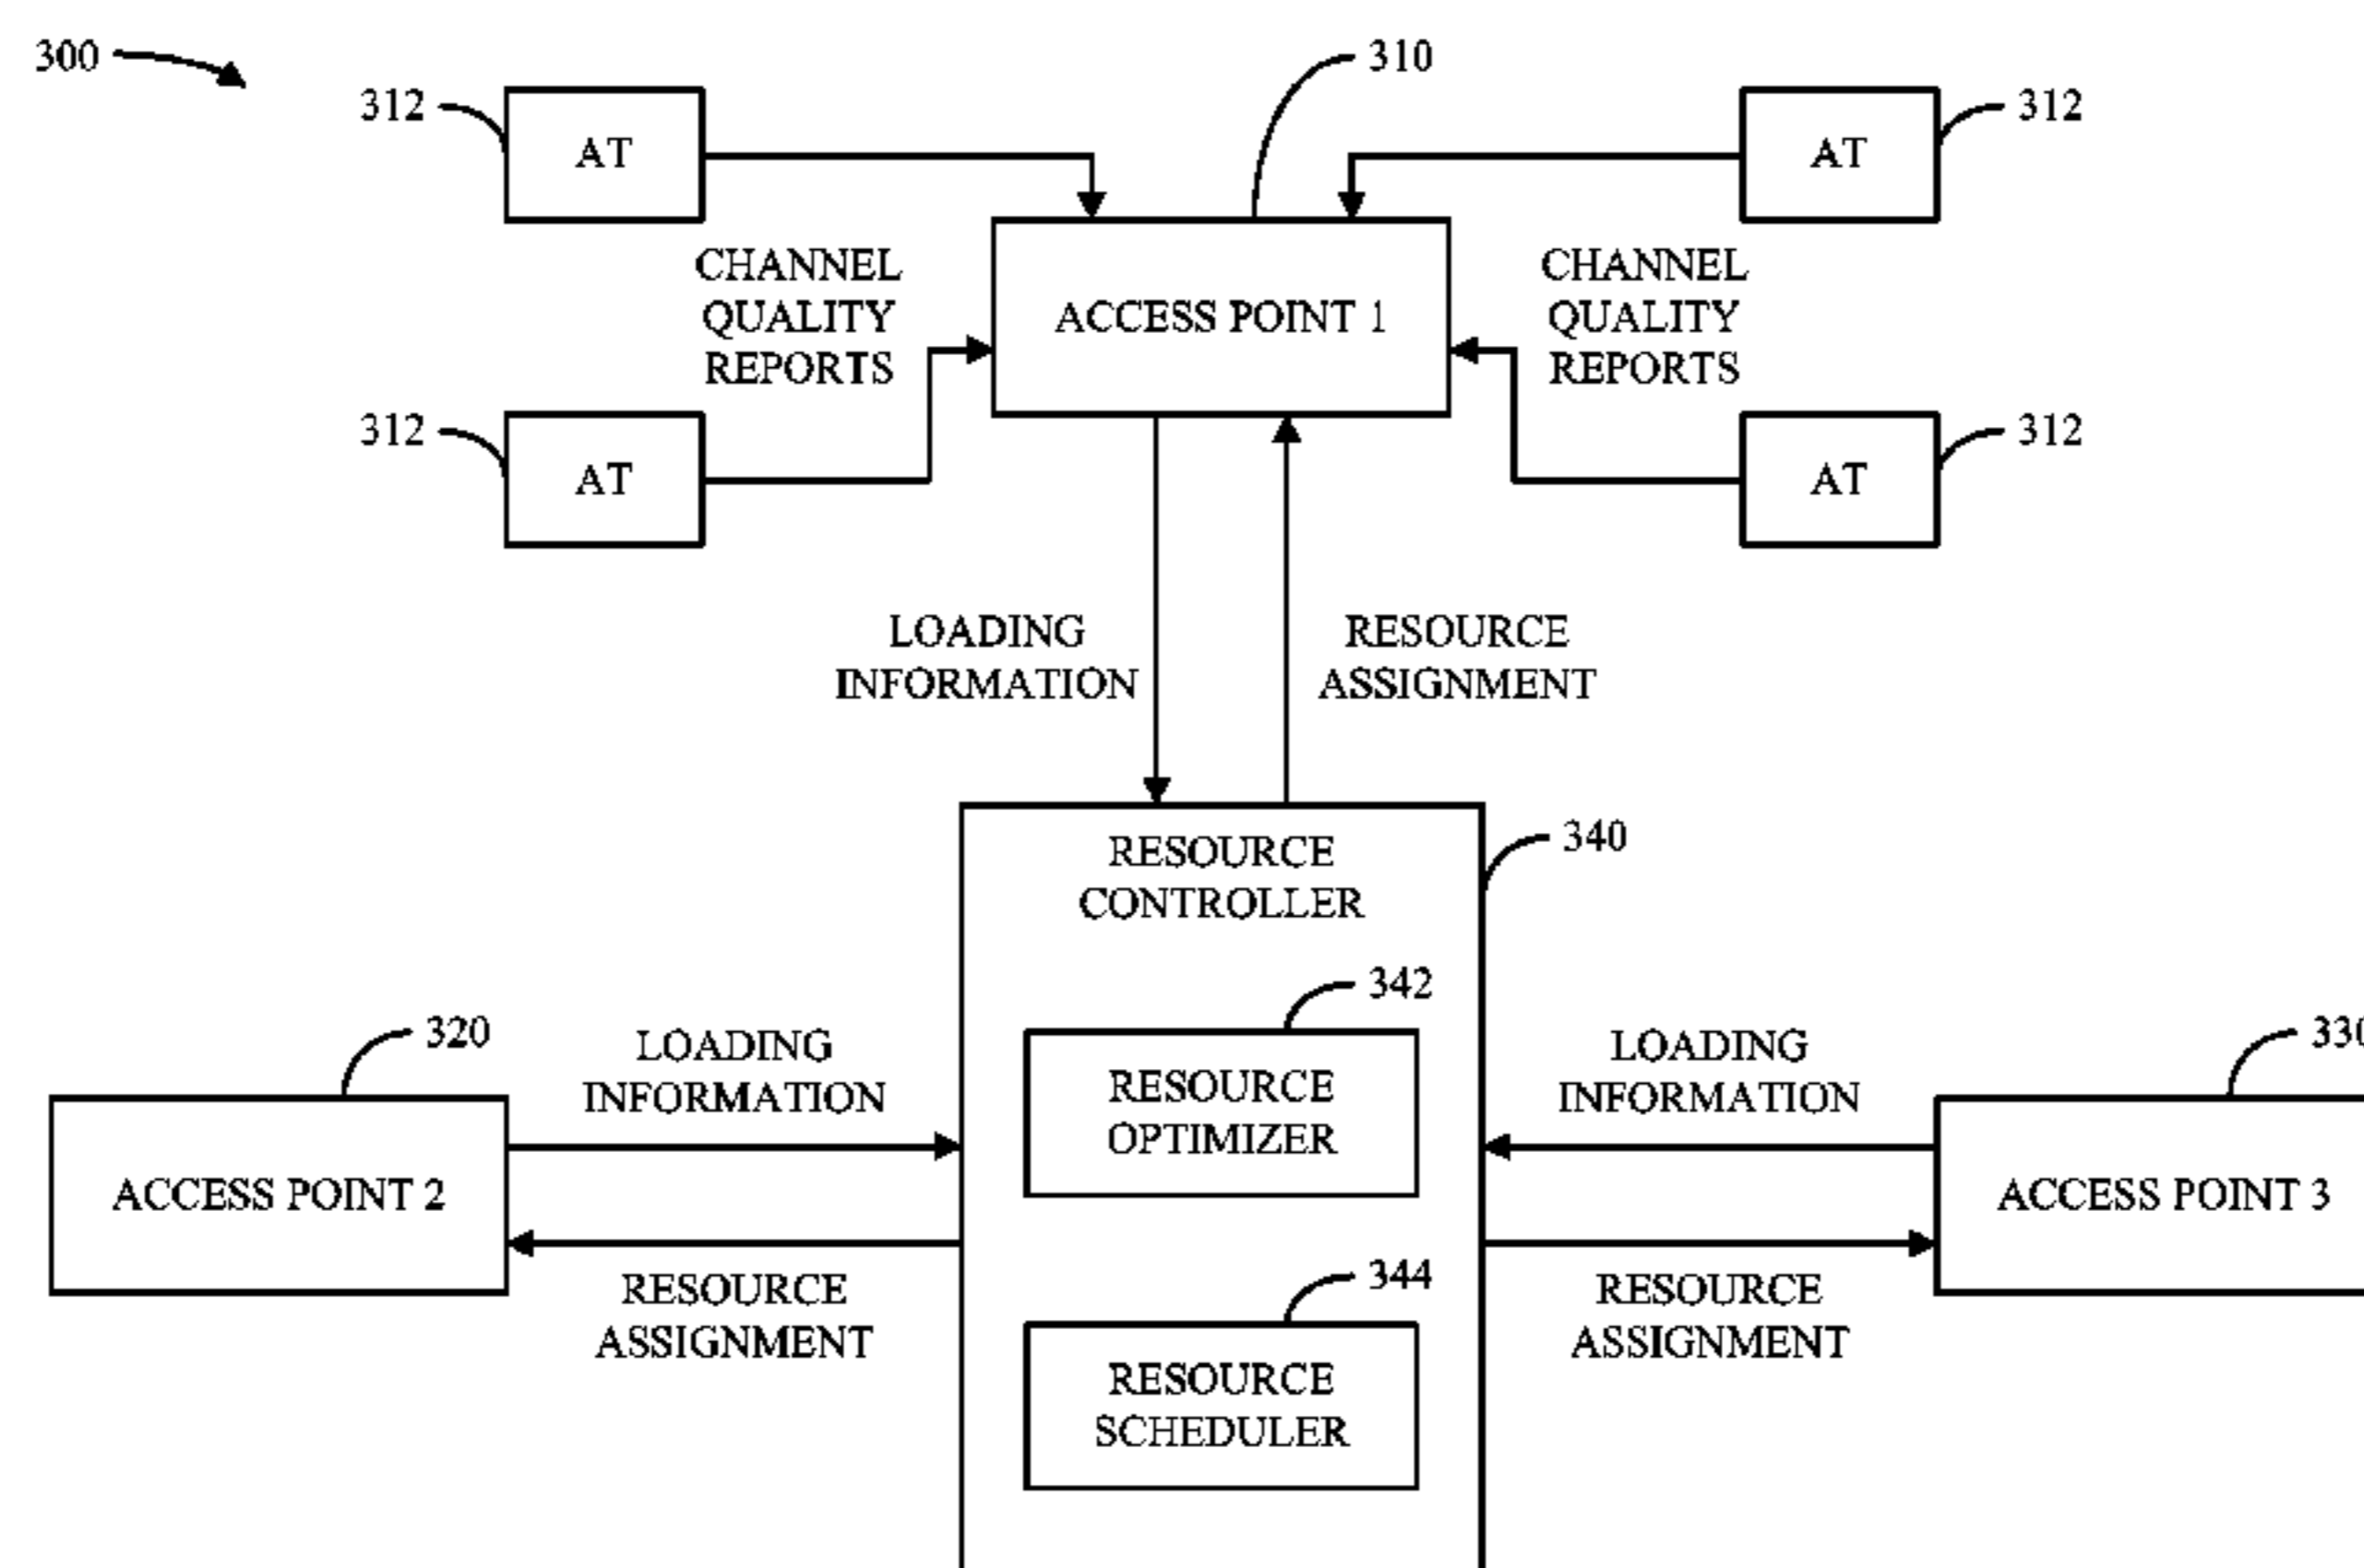 300
310
312
AT
AT
312
CHANNEL
QUALITY
REPORTS
ACCESS POINT 1
CHANNEL
QUALITY
REPORTS
312
AT
AT
312
LOADING
INFORMATION
RESOURCE
ASSIGNMENT
RESOURCE
CONTROLLER
340
342
320
LOADING
INFORMATION
RESOURCE
OPTIMIZER
LOADING
INFORMATION
330
ACCESS POINT 2
ACCESS POINT 3
RESOURCE
ASSIGNMENT
344
RESOURCE
SCHEDULER
RESOURCE
ASSIGNMENT